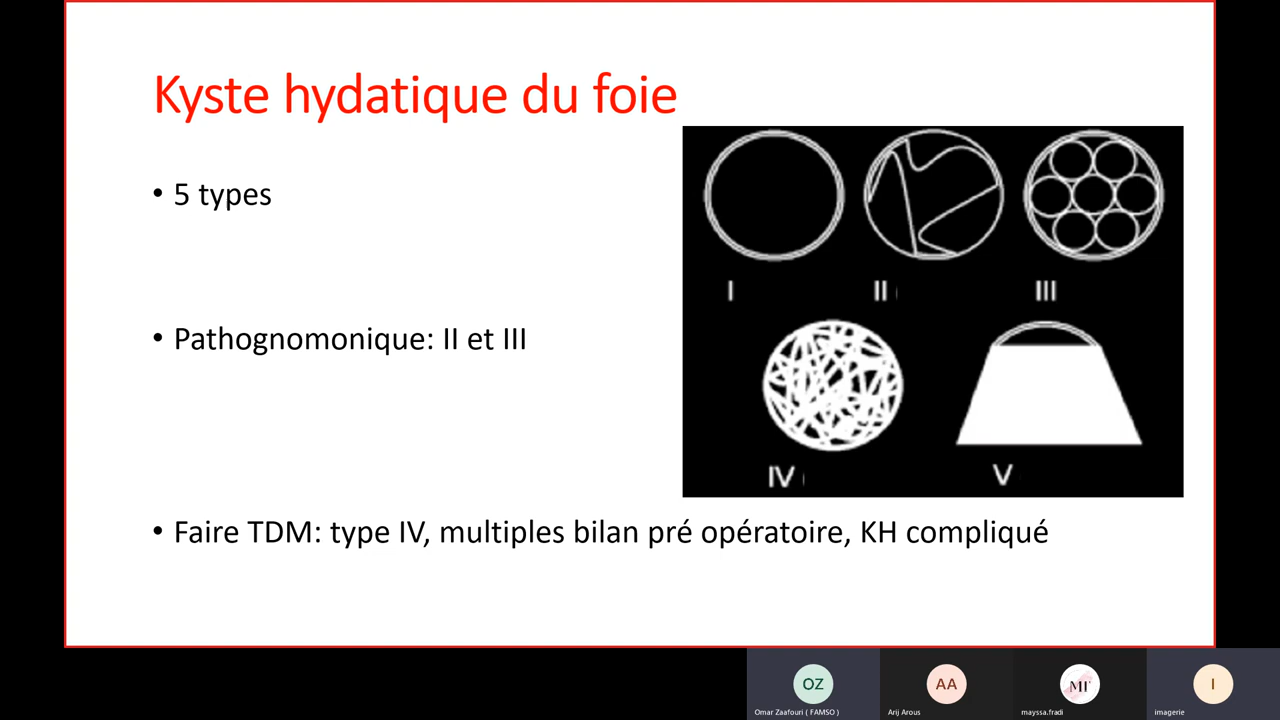 Kyste hydatique du foie
• 5 types
• Pathognomonique: II et III
• Faire TDM: type IV, multiples bilan pré opératoire, KH compliqué
I
II
III
IV
V
OZ
Omar Zaafouri ( FAMSO )
AA
Arij Arous
MF
mayssa.fradi
I
imagerie